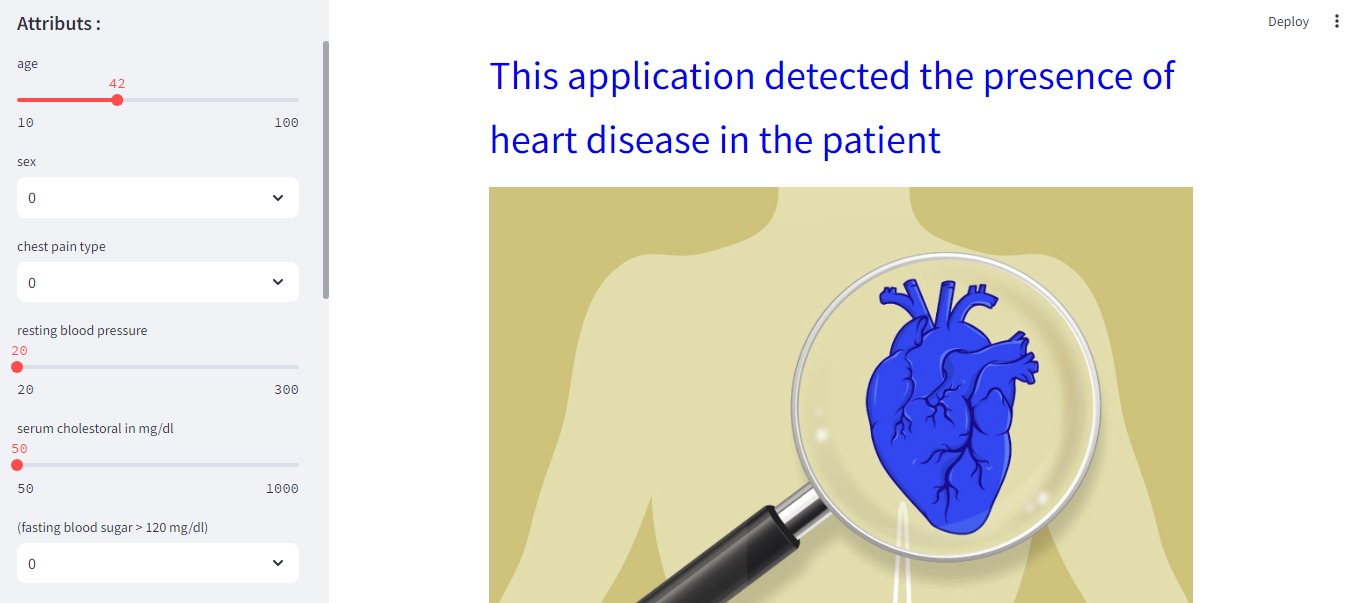 Attributs :
age
42
10 100
sex
0
chest pain type
0
resting blood pressure
20
20 300
serum cholestoral in mg/dl
50
50 1000
(fasting blood sugar > 120 mg/dl)
0
Deploy
This application detected the presence of
heart disease in the patient